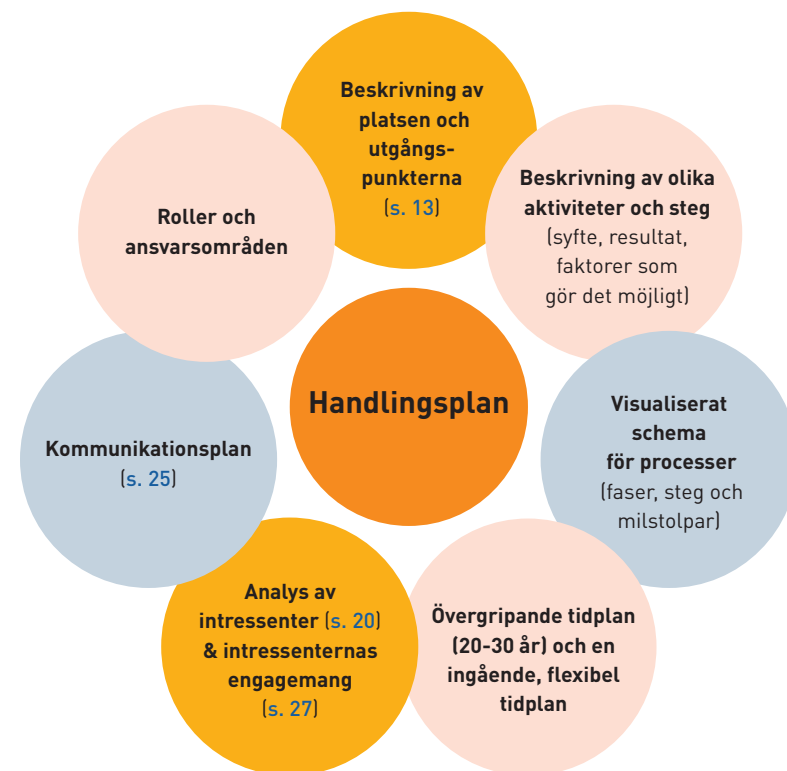 Beskrivning av
platsen och
utgångs-
punkterna
(s. 13)
Beskrivning av olika
aktiviteter och steg
(syfte, resultat,
faktorer som
gör det möjligt)
Visualiserat
schema
för processer
(faser, steg och
milstolpar)
Övergripande tidplan
(20-30 år) och en
ingående, flexibel
tidplan
Analys av
intressenter (s. 20)
& intressenternas
engagemang
(s. 27)
Kommunikationsplan
(s. 25)
Roller och
ansvarsområden
Handlingsplan